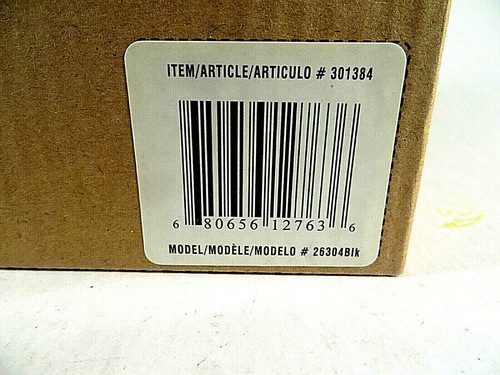 ITEM/ARTICLE/ARTICULO # 301384
6 80656 12763 6
MODEL/MODÈLE/MODELO # 26304Blk